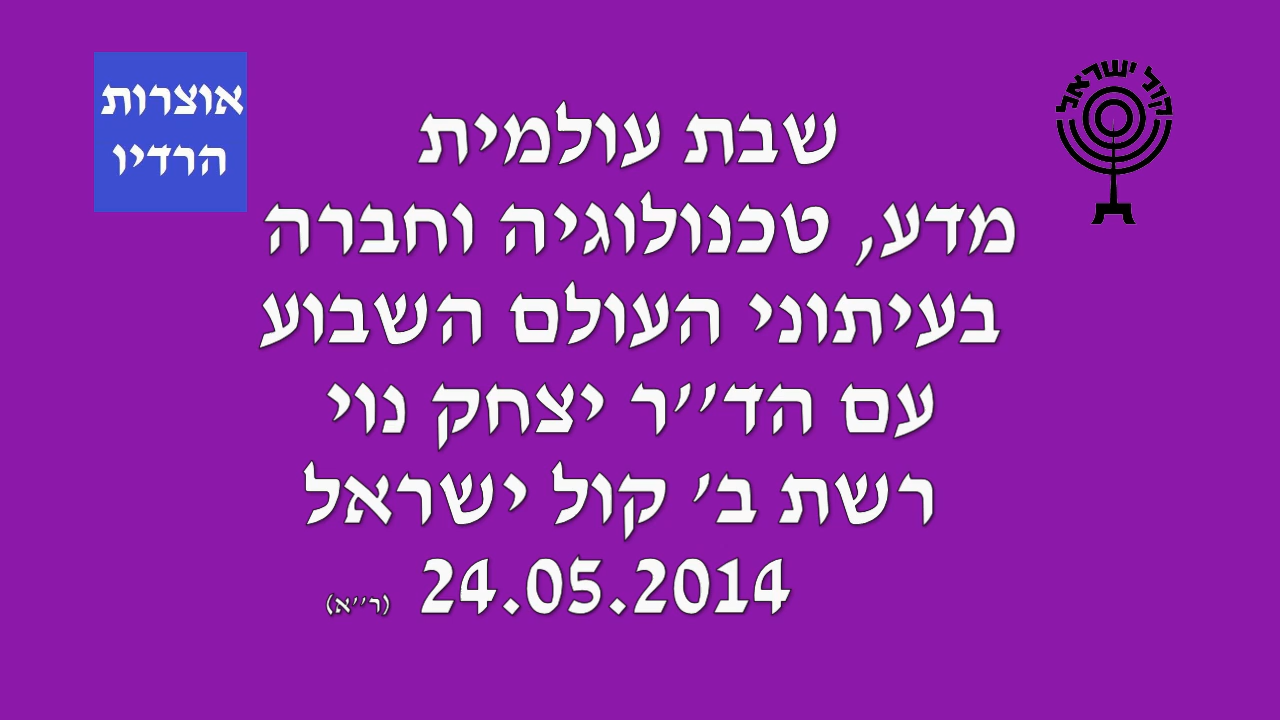 קול ישראל
אוצרות
הרדיו
שבת עולמית
מדע, טכנולוגיה וחברה
בעיתוני העולם השבוע
עם הד''ר יצחק נוי
רשת ב' קול ישראל
24.05.2014 (ר''א)